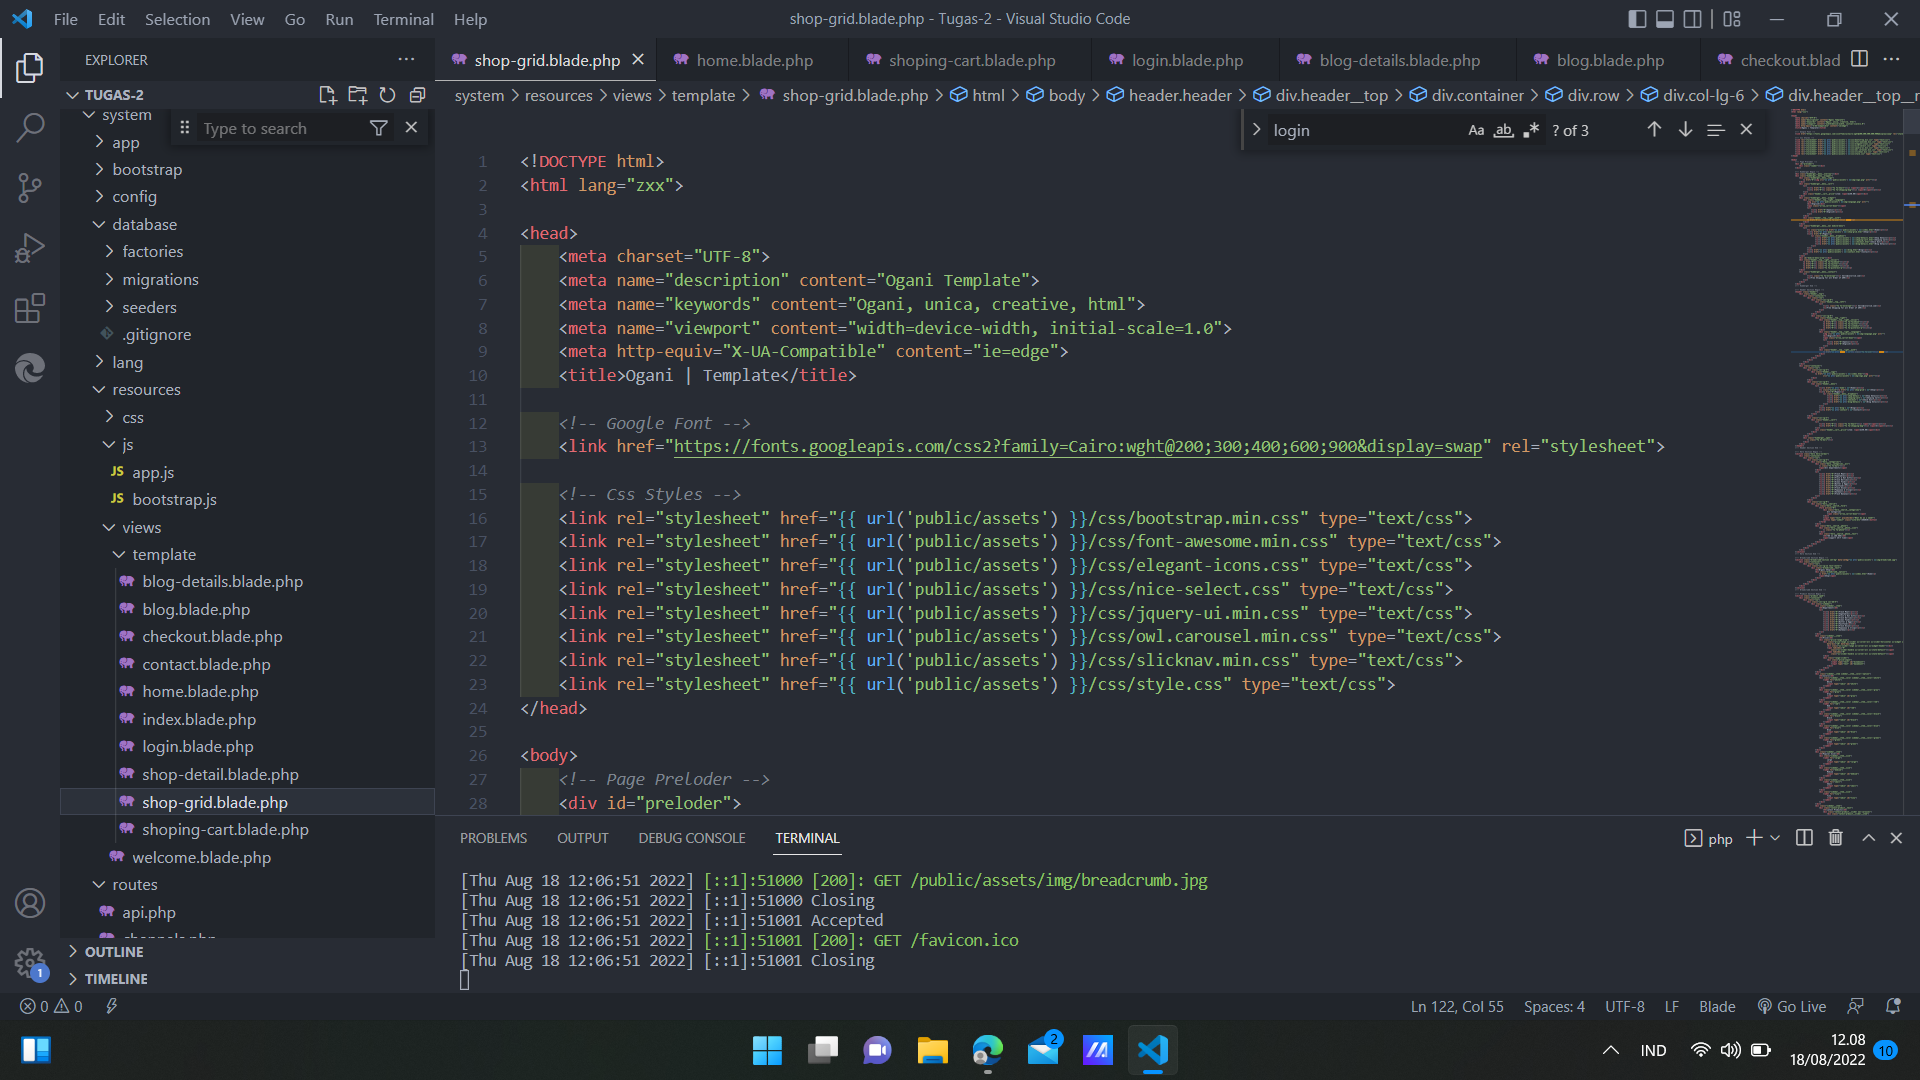 File Edit Selection View Go Run Terminal Help
shop-grid.blade.php - Tugas-2 - Visual Studio Code
EXPLORER
TUGAS-2
Type to search
system
app
bootstrap
config
database
factories
migrations
seeders
.gitignore
lang
resources
css
js
JS app.js
JS bootstrap.js
views
template
blog-details.blade.php
blog.blade.php
checkout.blade.php
contact.blade.php
home.blade.php
index.blade.php
login.blade.php
shop-detail.blade.php
shop-grid.blade.php
shoping-cart.blade.php
welcome.blade.php
routes
api.php
OUTLINE
TIMELINE
shop-grid.blade.php home.blade.php shoping-cart.blade.php login.blade.php blog-details.blade.php blog.blade.php checkout.blad
system > resources > views > template > shop-grid.blade.php > html > body > header.header > div.header__top > div.container > div.row > div.col-lg-6 > div.header__top__r
login Aa ab ? of 3
1 <!DOCTYPE html>
2 <html lang="zxx">
3
4 <head>
5 <meta charset="UTF-8">
6 <meta name="description" content="Ogani Template">
7 <meta name="keywords" content="Ogani, unica, creative, html">
8 <meta name="viewport" content="width=device-width, initial-scale=1.0">
9 <meta http-equiv="X-UA-Compatible" content="ie=edge">
10 <title>Ogani | Template</title>
11
12 <!-- Google Font -->
13 <link href="https://fonts.googleapis.com/css2?family=Cairo:wght@200;300;400;600;900&display=swap" rel="stylesheet">
14
15 <!-- Css Styles -->
16 <link rel="stylesheet" href="{{ url('public/assets') }}/css/bootstrap.min.css" type="text/css">
17 <link rel="stylesheet" href="{{ url('public/assets') }}/css/font-awesome.min.css" type="text/css">
18 <link rel="stylesheet" href="{{ url('public/assets') }}/css/elegant-icons.css" type="text/css">
19 <link rel="stylesheet" href="{{ url('public/assets') }}/css/nice-select.css" type="text/css">
20 <link rel="stylesheet" href="{{ url('public/assets') }}/css/jquery-ui.min.css" type="text/css">
21 <link rel="stylesheet" href="{{ url('public/assets') }}/css/owl.carousel.min.css" type="text/css">
22 <link rel="stylesheet" href="{{ url('public/assets') }}/css/slicknav.min.css" type="text/css">
23 <link rel="stylesheet" href="{{ url('public/assets') }}/css/style.css" type="text/css">
24 </head>
25
26 <body>
27 <!-- Page Preloder -->
28 <div id="preloder">
PROBLEMS OUTPUT DEBUG CONSOLE TERMINAL
php
[Thu Aug 18 12:06:51 2022] [::1]:51000 [200]: GET /public/assets/img/breadcrumb.jpg
[Thu Aug 18 12:06:51 2022] [::1]:51000 Closing
[Thu Aug 18 12:06:51 2022] [::1]:51001 Accepted
[Thu Aug 18 12:06:51 2022] [::1]:51001 [200]: GET /favicon.ico
[Thu Aug 18 12:06:51 2022] [::1]:51001 Closing
1
0 0
Ln 122, Col 55 Spaces: 4 UTF-8 LF Blade Go Live
2
IND
12.08
18/08/2022
10